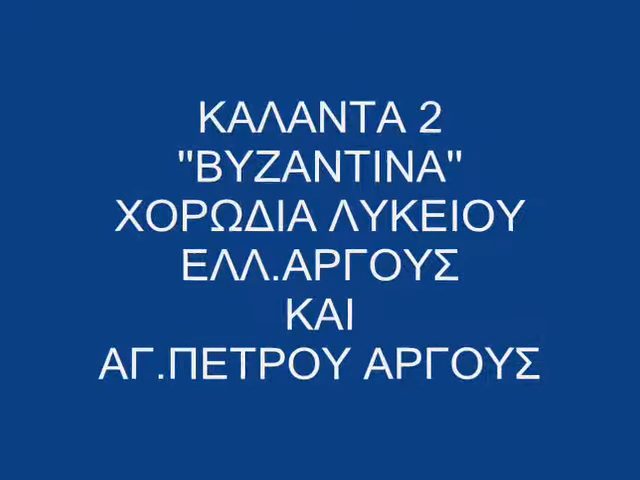 ΚΑΛΑΝΤΑ 2
"ΒΥΖΑΝΤΙΝΑ"
ΧΟΡΩΔΙΑ ΛΥΚΕΙΟΥ
ΕΛΛ.ΑΡΓΟΥΣ
ΚΑΙ
ΑΓ.ΠΕΤΡΟΥ ΑΡΓΟΥΣ